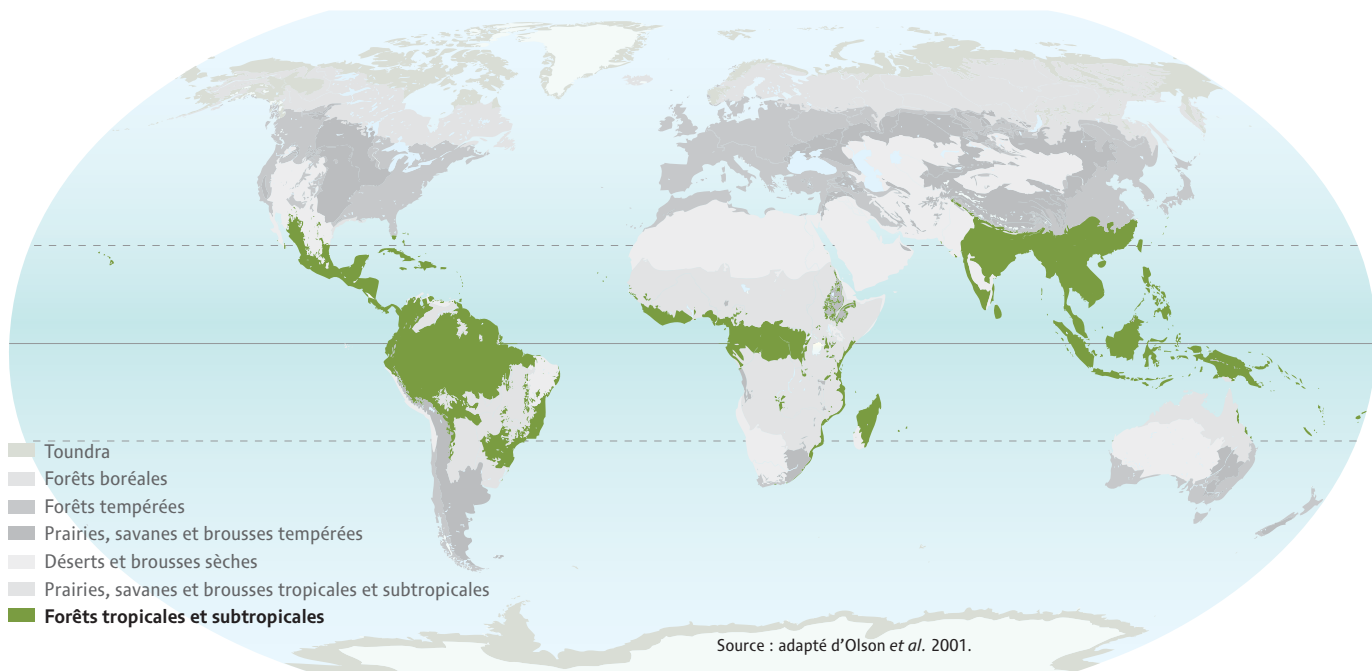 Toundra
Forêts boréales
Forêts tempérées
Prairies, savanes et brousses tempérées
Déserts et brousses sèches
Prairies, savanes et brousses tropicales et subtropicales
Forêts tropicales et subtropicales
Source : adapté d'Olson et al. 2001.